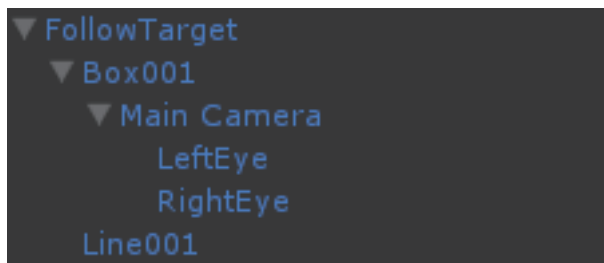 FollowTarget
Box001
Main Camera
LeftEye
RightEye
Line001